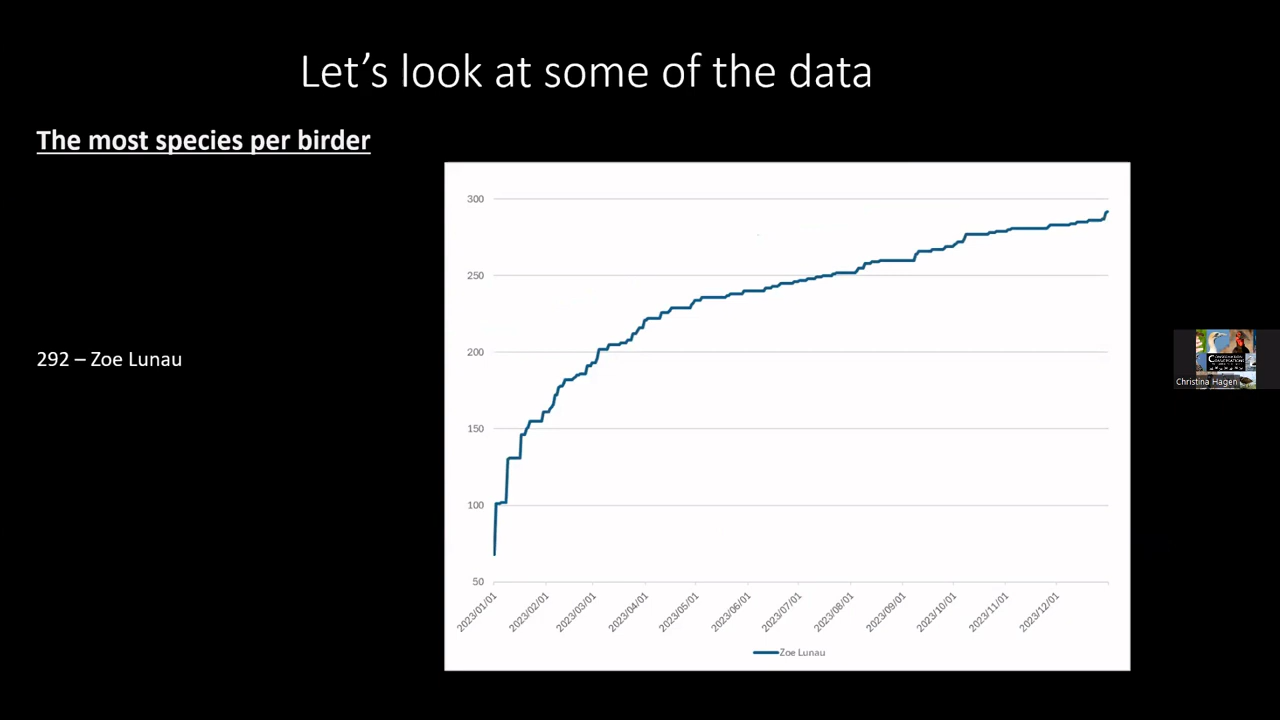 Let’s look at some of the data
The most species per birder
292 – Zoe Lunau
300
250
200
150
100
50
2023/01/01
2023/02/01
2023/03/01
2023/04/01
2023/05/01
2023/06/01
2023/07/01
2023/08/01
2023/09/01
2023/10/01
2023/11/01
2023/12/01
Zoe Lunau
Conservation
Conversations
Christina Hagen